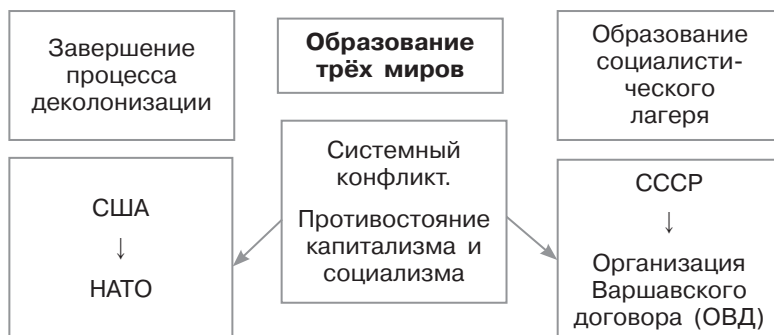 Завершение
процесса
деколонизации
Образование
трёх миров
Образование
социалисти-
ческого
лагеря
США
↓
НАТО
Системный
конфликт.
Противостояние
капитализма и
социализма
СССР
↓
Организация
Варшавского
договора (ОВД)